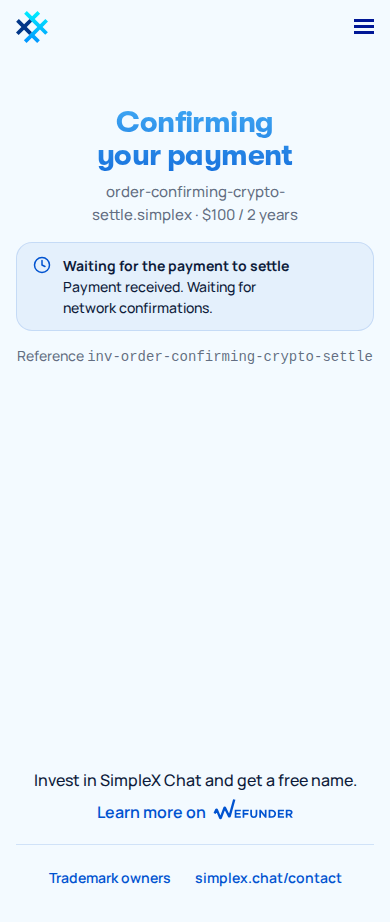 Confirming
your payment
order-confirming-crypto-
settle.simplex · $100 / 2 years
Waiting for the payment to settle
Payment received. Waiting for
network confirmations.
Reference inv-order-confirming-crypto-settle
Invest in SimpleX Chat and get a free name.
Learn more on WEFUNDER
Trademark owners simplex.chat/contact